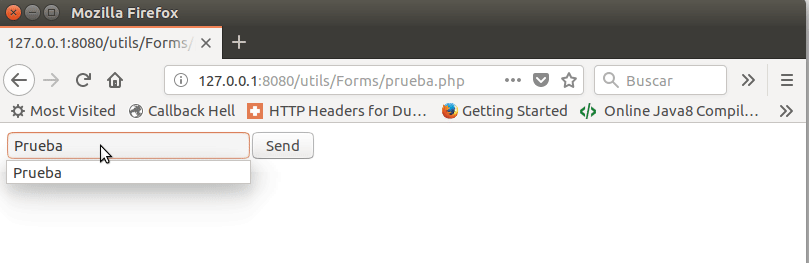 Mozilla Firefox
127.0.0.1:8080/utils/Forms/
127.0.0.1:8080/utils/Forms/prueba.php
Buscar
Most Visited Callback Hell HTTP Headers for Du... Getting Started Online Java8 Compil...
Prueba Send
Prueba